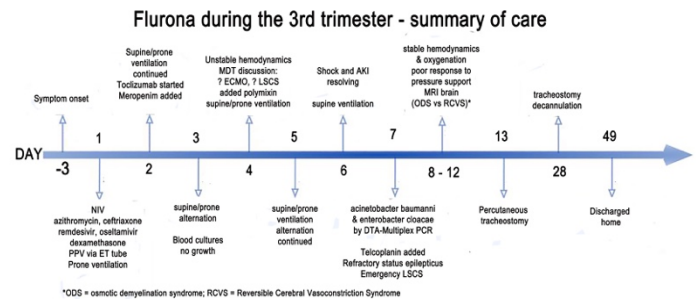 Flurona during the 3rd trimester - summary of care
Symptom onset
Supine/prone
ventilation
continued
Toclizumab started
Meropenim added
Unstable hemodynamics
MDT discussion:
? ECMO, ? LSCS
added polymixin
supine/prone ventilation
Shock and AKI
resolving
supine ventilation
stable hemodynamics
& oxygenation
poor response to
pressure support
MRI brain
(ODS vs RCVS)*
tracheostomy
decannulation
DAY
1
3
5
7
13
49
-3
2
4
6
8 - 12
28
NIV
azithromycin, ceftriaxone
remdesivir, oseltamivir
dexamethasone
PPV via ET tube
Prone ventilation
supine/prone
alternation
Blood cultures
no growth
supine/prone
ventilation
alternation
continued
acinetobacter baumanni
& enterobacter cloacae
by DTA-Multiplex PCR
Teicoplanin added
Refractory status epilepticus
Emergency LSCS
Percutaneous
tracheostomy
Discharged
home
*ODS = osmotic demyelination syndrome; RCVS = Reversible Cerebral Vasoconstriction Syndrome